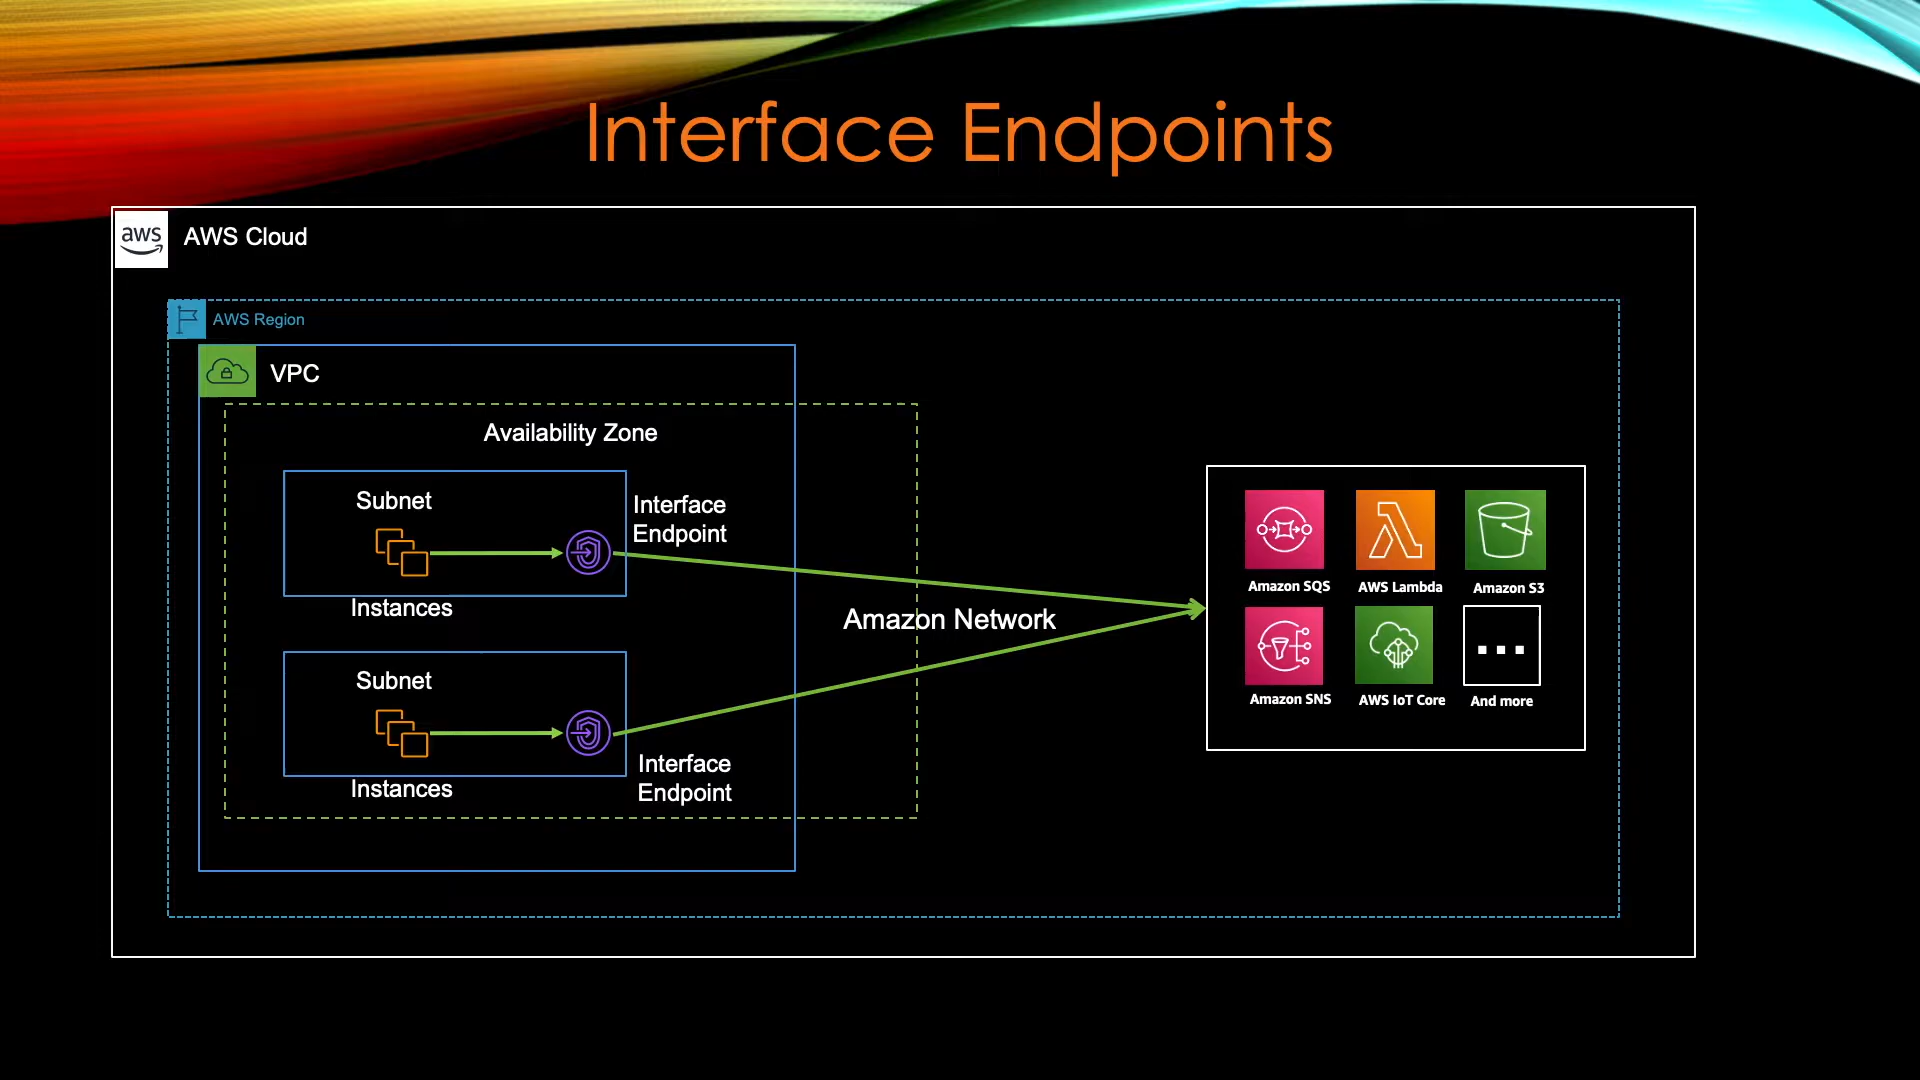 Interface Endpoints
aws
AWS Cloud
AWS Region
VPC
Availability Zone
Subnet
Interface
Endpoint
Instances
Amazon Network
Subnet
Interface
Endpoint
Instances
Amazon SQS
AWS Lambda
Amazon S3
...
Amazon SNS
AWS IoT Core
And more